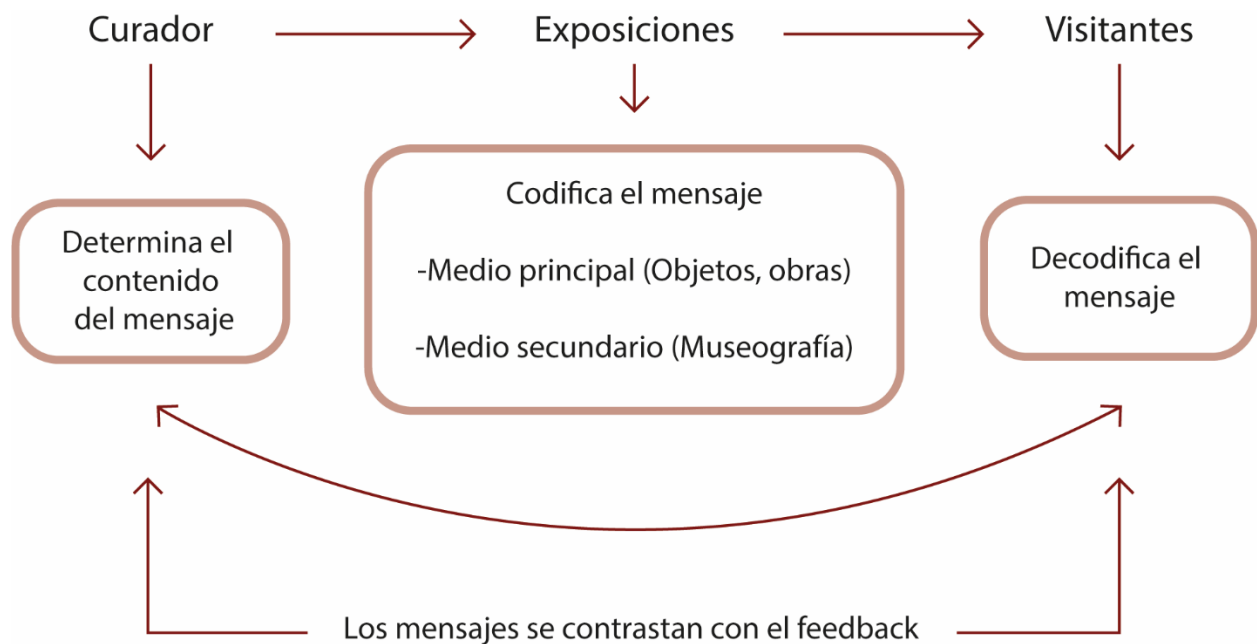 Curador
Exposiciones
Visitantes
Determina el
contenido
del mensaje
Codifica el mensaje
-Medio principal (Objetos, obras)
-Medio secundario (Museografía)
Decodifica el
mensaje
Los mensajes se contrastan con el feedback